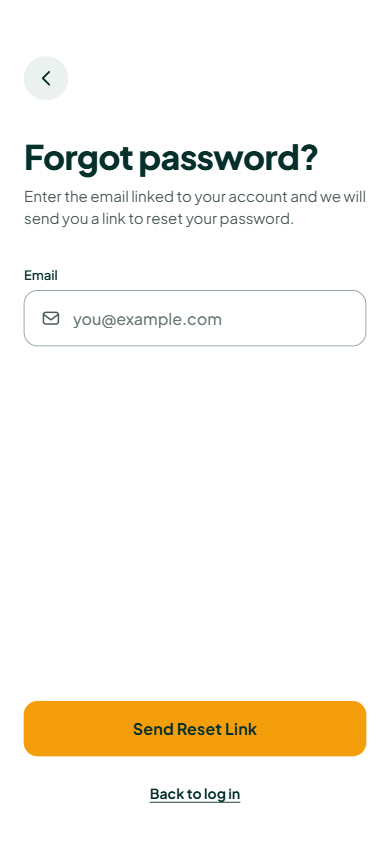 Forgot password?
Enter the email linked to your account and we will
send you a link to reset your password.
Email
you@example.com
Send Reset Link
Back to log in